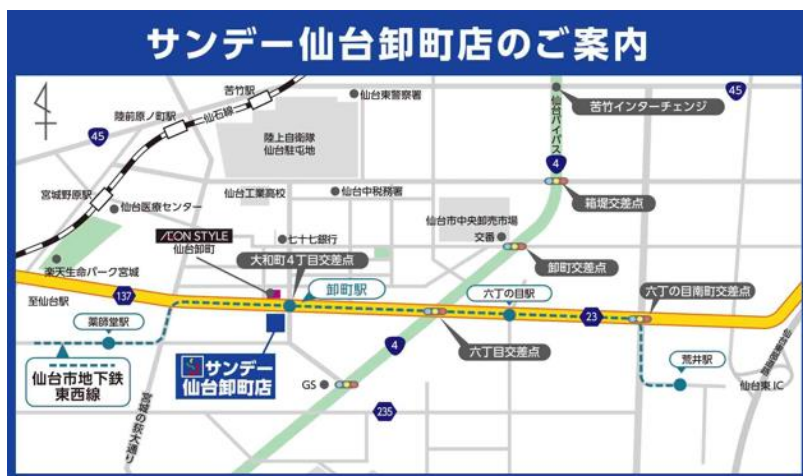 サンデー仙台卸町店のご案内
苦竹駅
仙台東警察署
45
仙台バイパス
苦竹インターチェンジ
陸前原ノ町駅
仙石線
45
陸上自衛隊
仙台駐屯地
4
箱堤交差点
宮城野原駅
仙台医療センター
仙台工業高校
仙台中税務署
仙台市中央卸売市場
交番
AEON STYLE
仙台卸町
七十七銀行
卸町交差点
楽天生命パーク宮城
大和町4丁目交差点
至仙台駅
137
卸町駅
六丁の目駅
六丁の目南町交差点
薬師堂駅
23
サンデー
仙台卸町店
4
六丁目交差点
荒井駅
仙台市地下鉄
東西線
GS
仙台東IC
宮城の萩大通り
235